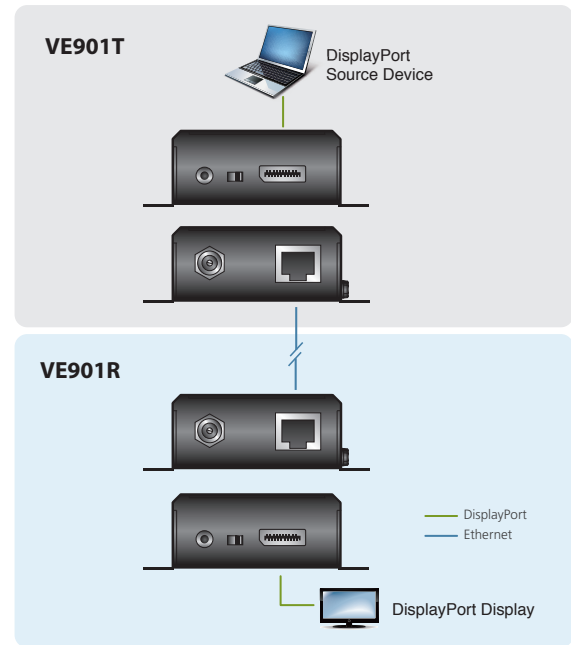 VE901T
DisplayPort
Source Device
VE901R
DisplayPort
Ethernet
DisplayPort Display